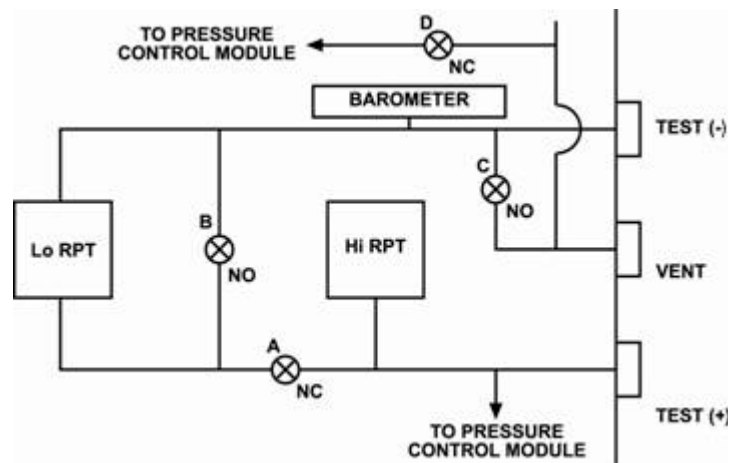 D
TO PRESSURE
CONTROL MODULE
NC
BAROMETER
TEST (-)
C
B
NO
Lo RPT
Hi RPT
NO
VENT
A
NC
TEST (+)
TO PRESSURE
CONTROL MODULE